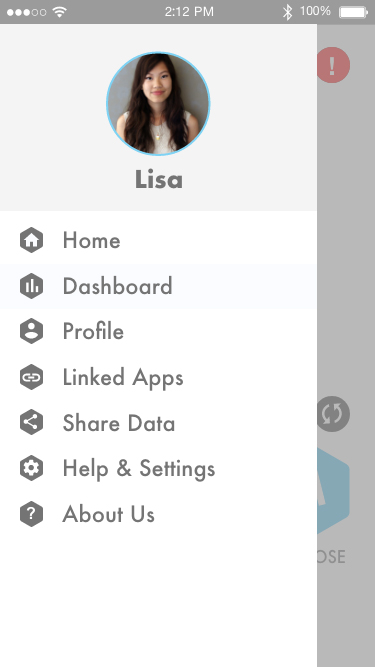 2:12 PM 100%
!
Lisa
Home
Dashboard
Profile
Linked Apps
Share Data
Help & Settings
?
About Us
OSE